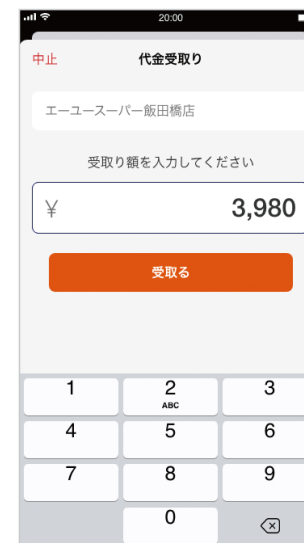 20:00
中止
代金受取り
エーユースーパー飯田橋店
受取り額を入力してください
¥ 3,980
受取る
1 2 3
ABC
4 5 6
7 8 9
0